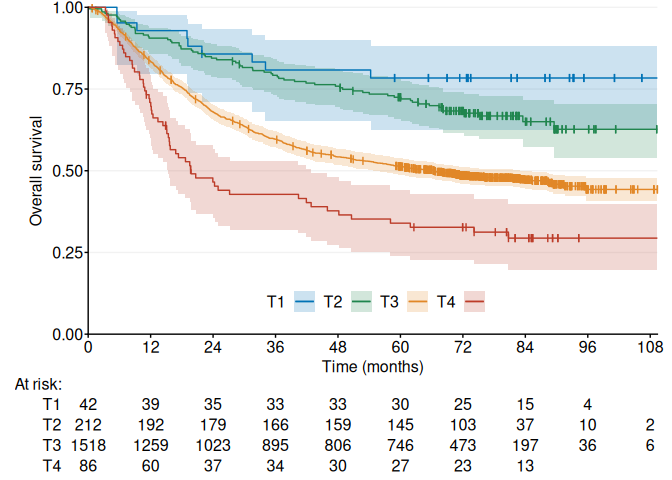 1.00
0.75
0.50
0.25
0.00
Overall survival
T1 T2 T3 T4
0 12 24 36 48 60 72 84 96 108
Time (months)
At risk:
T1 42 39 35 33 33 30 25 15 4
T2 212 192 179 166 159 145 103 37 10 2
T3 1518 1259 1023 895 806 746 473 197 36 6
T4 86 60 37 34 30 27 23 13